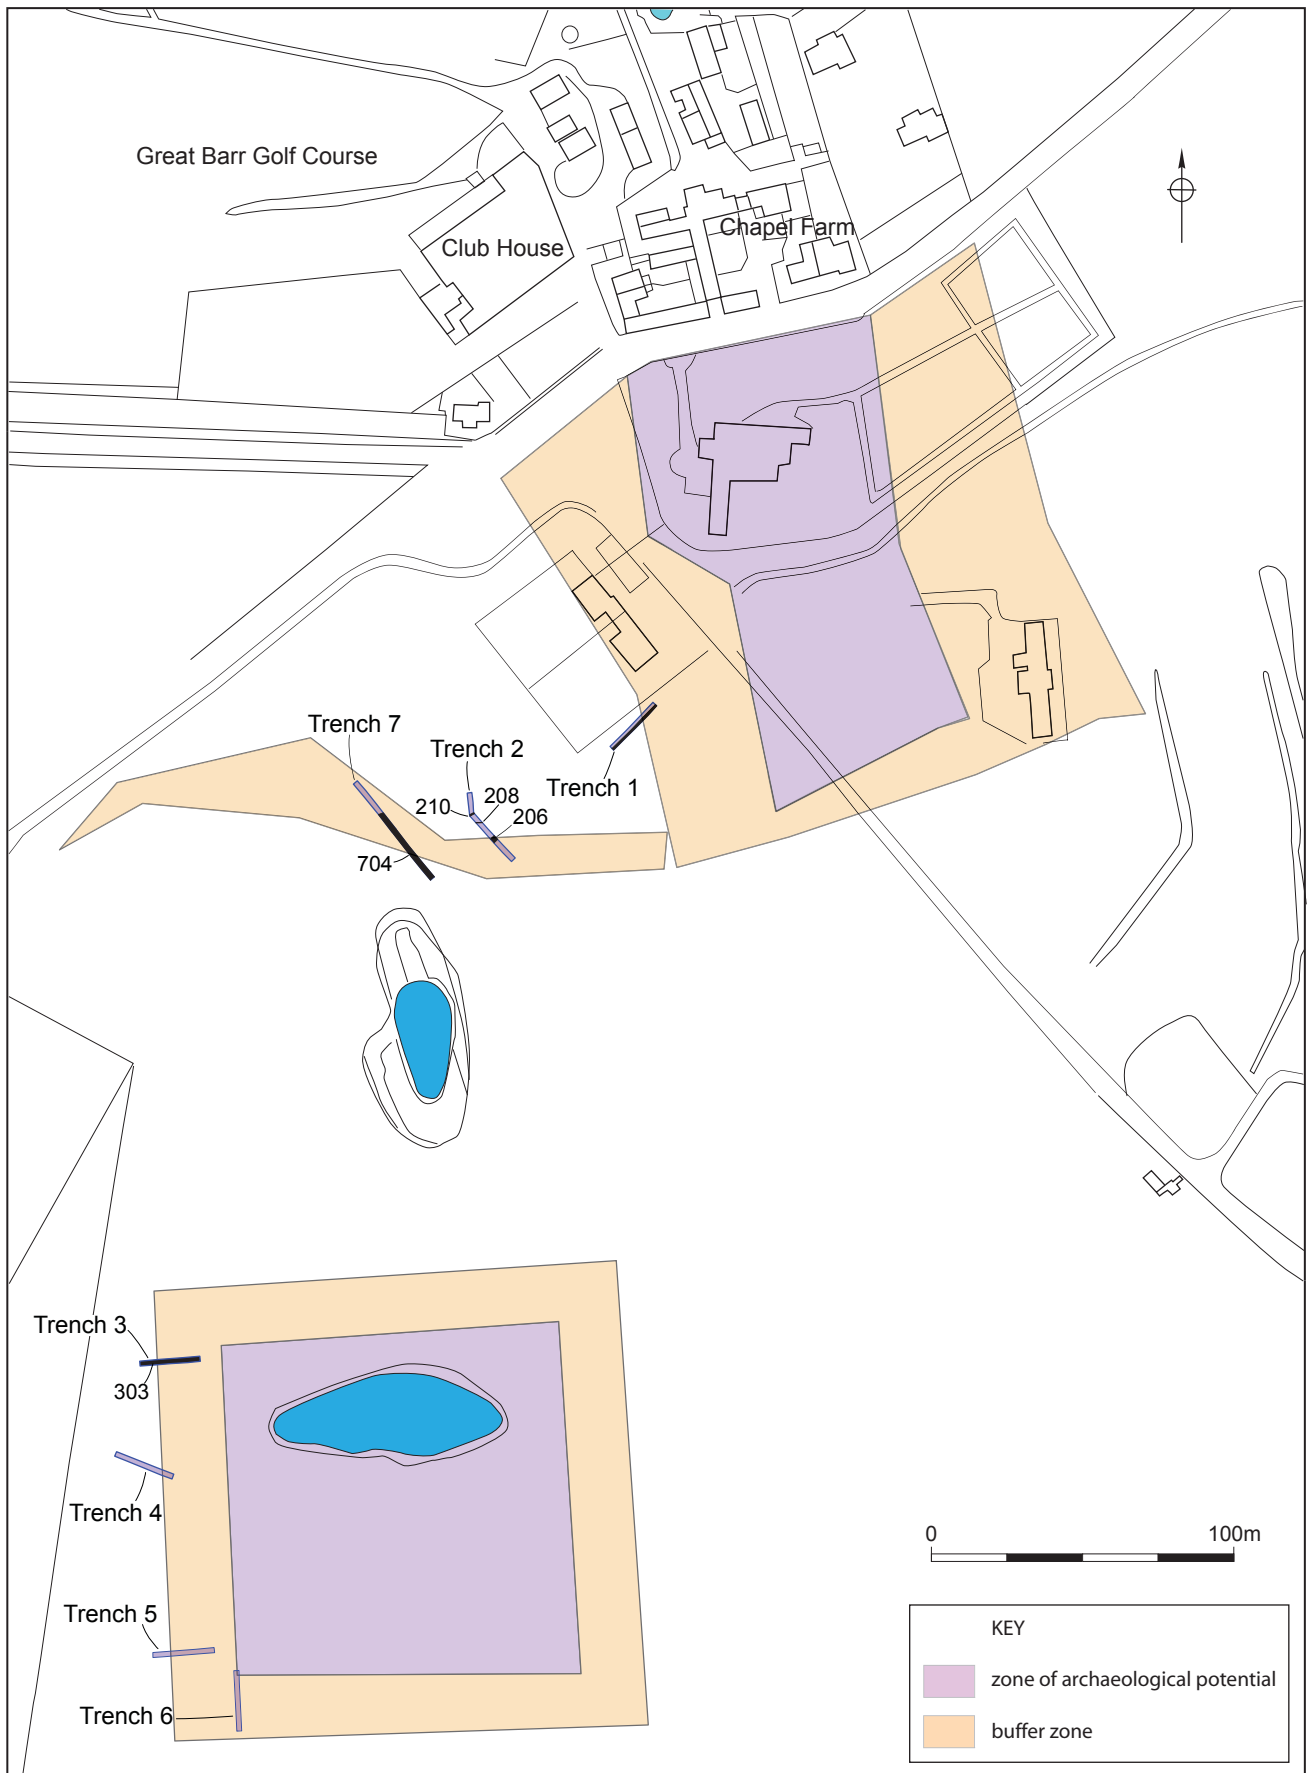 Great Barr Golf Course
Club House
Chapel Farm
Trench 7
Trench 2
Trench 1
210
208
206
704
Trench 3
303
Trench 4
Trench 5
Trench 6
0 100m
KEY
zone of archaeological potential
buffer zone